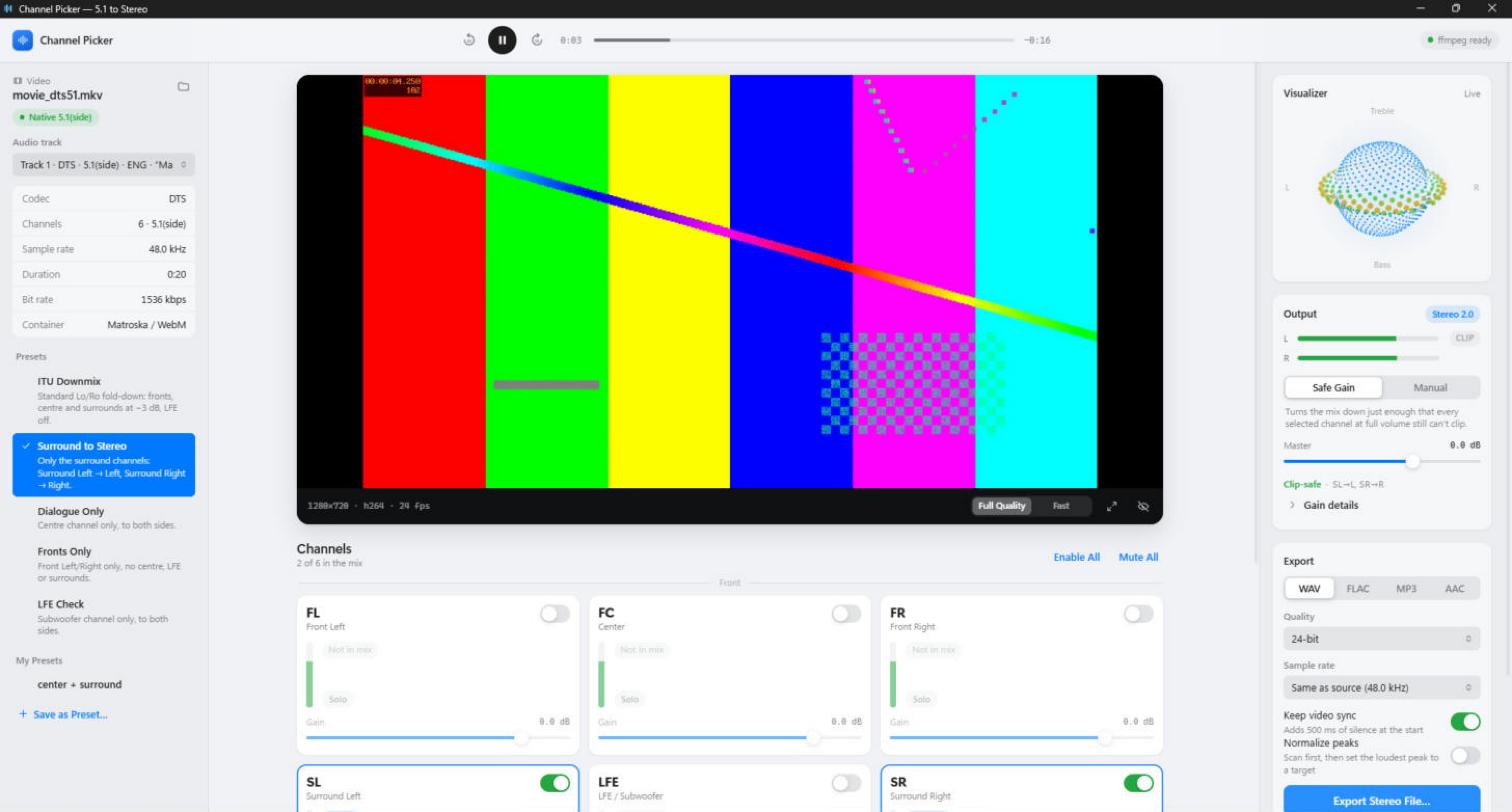 Channel Picker — 5.1 to Stereo
Channel Picker
0:03
−0:16
ffmpeg ready
Video
movie_dts51.mkv
Native 5.1(side)
Audio track
Track 1 · DTS · 5.1(side) · ENG · "Ma
Codec DTS
Channels 6 · 5.1(side)
Sample rate 48.0 kHz
Duration 0:20
Bit rate 1536 kbps
Container Matroska / WebM
Presets
ITU Downmix
Standard Lo/Ro fold-down: fronts,
centre and surrounds at −3 dB, LFE
off.
Surround to Stereo
Only the surround channels:
Surround Left → Left, Surround Right
→ Right.
Dialogue Only
Centre channel only, to both sides.
Fronts Only
Front Left/Right only, no centre, LFE
or surrounds.
LFE Check
Subwoofer channel only, to both
sides.
My Presets
center + surround
+ Save as Preset...
00:00:04.250
102
1280×720 · h264 · 24 fps
Full Quality
Fast
Channels
2 of 6 in the mix
Enable All
Mute All
Front
FL
Front Left
Not in mix
Solo
Gain 0.0 dB
FC
Center
Not in mix
Solo
Gain 0.0 dB
FR
Front Right
Not in mix
Solo
Gain 0.0 dB
SL
Surround Left
LFE
LFE / Subwoofer
SR
Surround Right
Visualizer
Live
Treble
L
R
Bass
Output
Stereo 2.0
L
CLIP
R
Safe Gain
Manual
Turns the mix down just enough that every
selected channel at full volume still can't clip.
Master 0.0 dB
Clip-safe · SL→L, SR→R
Gain details
Export
WAV
FLAC
MP3
AAC
Quality
24-bit
Sample rate
Same as source (48.0 kHz)
Keep video sync
Adds 500 ms of silence at the start
Normalize peaks
Scan first, then set the loudest peak to
a target
Export Stereo File...